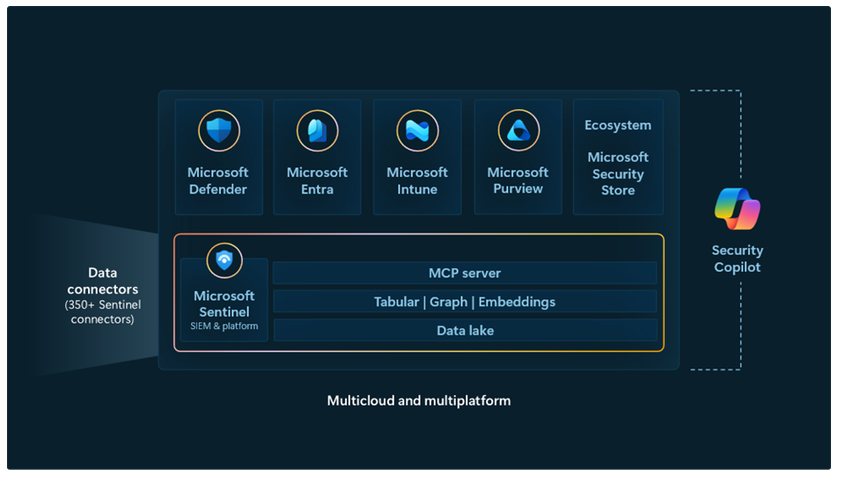 Microsoft
Defender
Microsoft
Entra
Microsoft
Intune
Microsoft
Purview
Ecosystem
Microsoft
Security
Store
Data
connectors
(350+ Sentinel
connectors)
Microsoft
Sentinel
SIEM & platform
MCP server
Tabular | Graph | Embeddings
Data lake
Security
Copilot
Multicloud and multiplatform